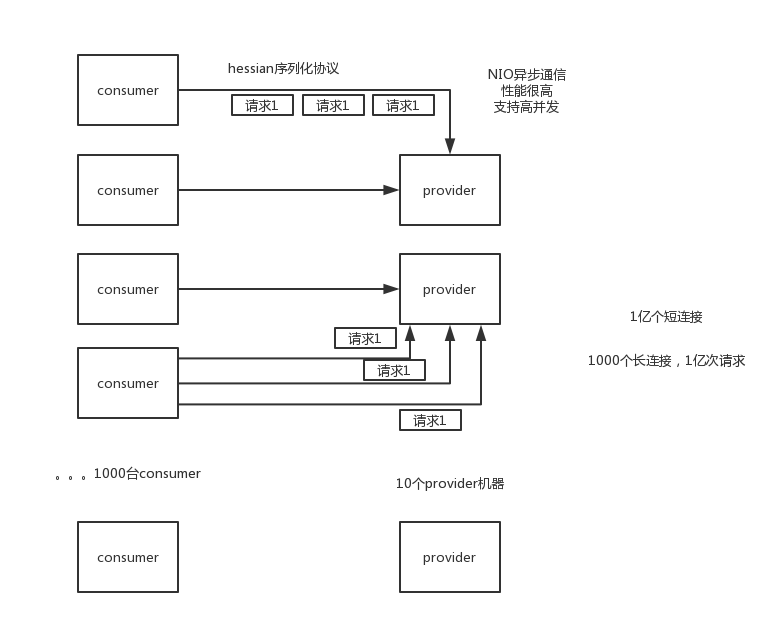 hessian序列化协议
NIO异步通信
性能很高
支持高并发
consumer
请求1
请求1
请求1
consumer
provider
consumer
provider
1亿个短连接
请求1
1000个长连接，1亿次请求
请求1
consumer
请求1
。。。1000台consumer
10个provider机器
consumer
provider